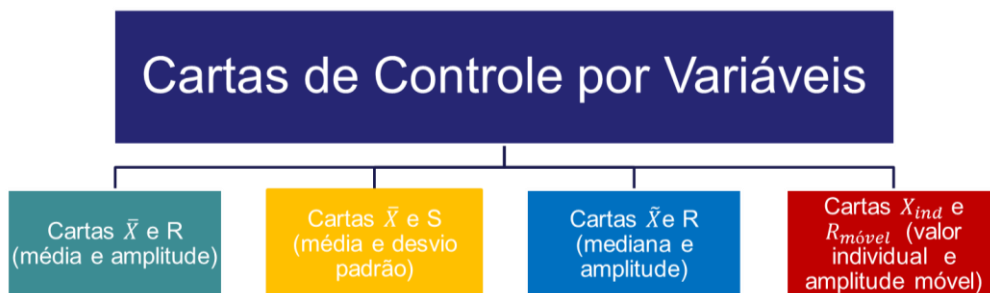 Cartas de Controle por Variáveis
Cartas X̄ e R
(média e amplitude)
Cartas X̄ e S
(média e desvio
padrão)
Cartas X̃ e R
(mediana e
amplitude)
Cartas X_ind e
R_móvel (valor
individual e
amplitude móvel)